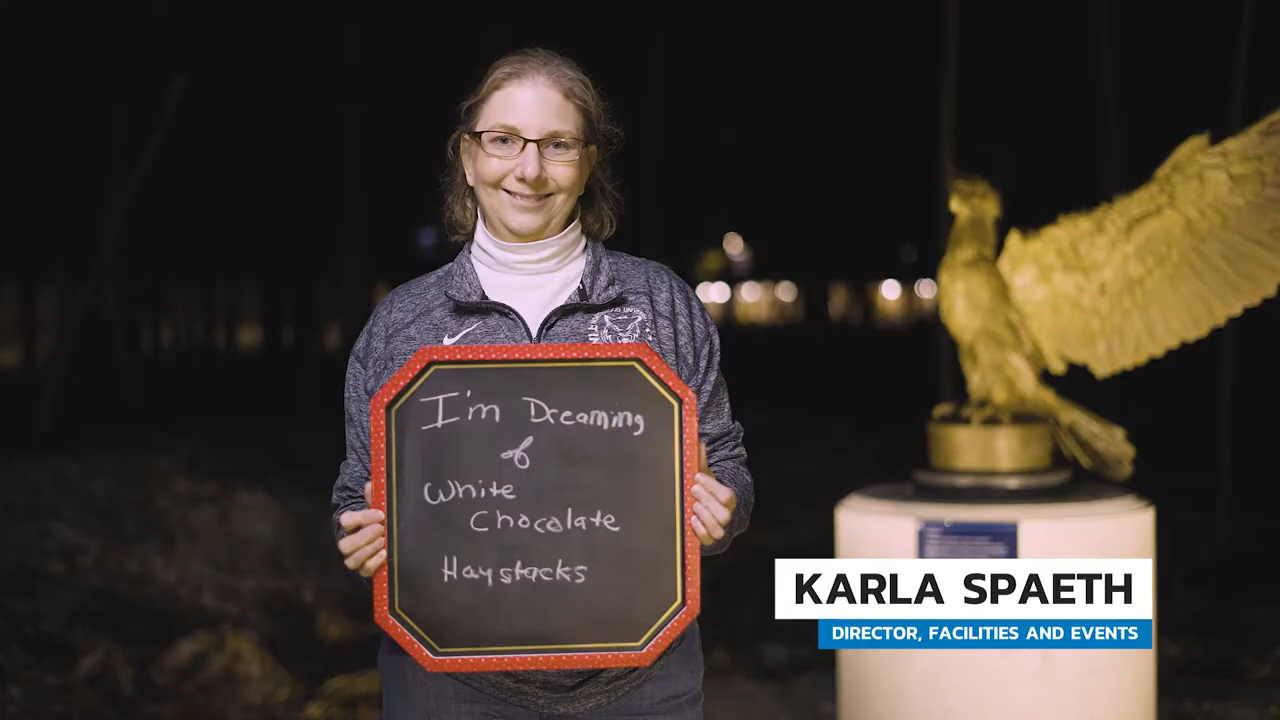 I'm Dreaming
of
White
Chocolate
Haystacks
KARLA SPAETH
DIRECTOR, FACILITIES AND EVENTS